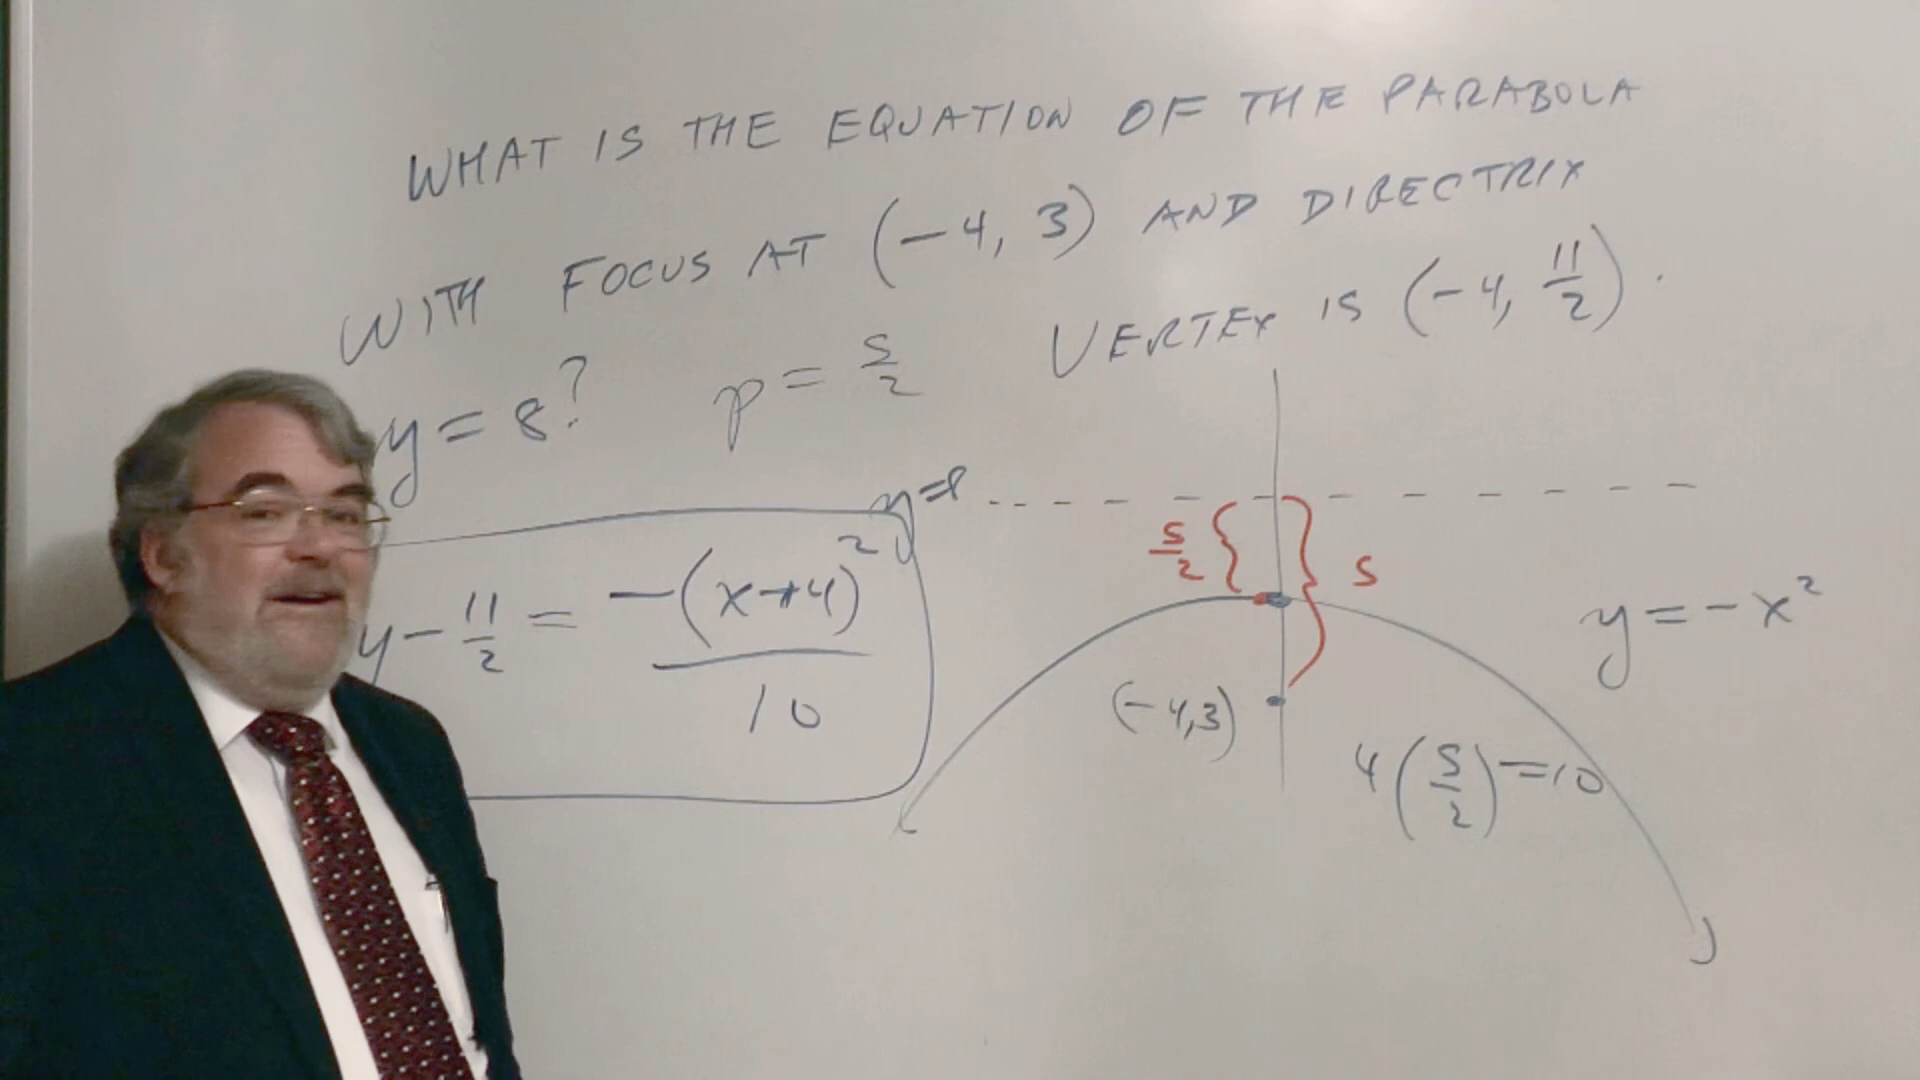 WHAT IS THE EQUATION OF THE PARABOLA
WITH FOCUS AT (-4, 3) AND DIRECTRIX
y = 8? p = 5/2 VERTEX IS (-4, 11/2).
y=8
y - 11/2 = -(x+4)²/10
5/2
5
y = -x²
(-4,3)
4(5/2)=10